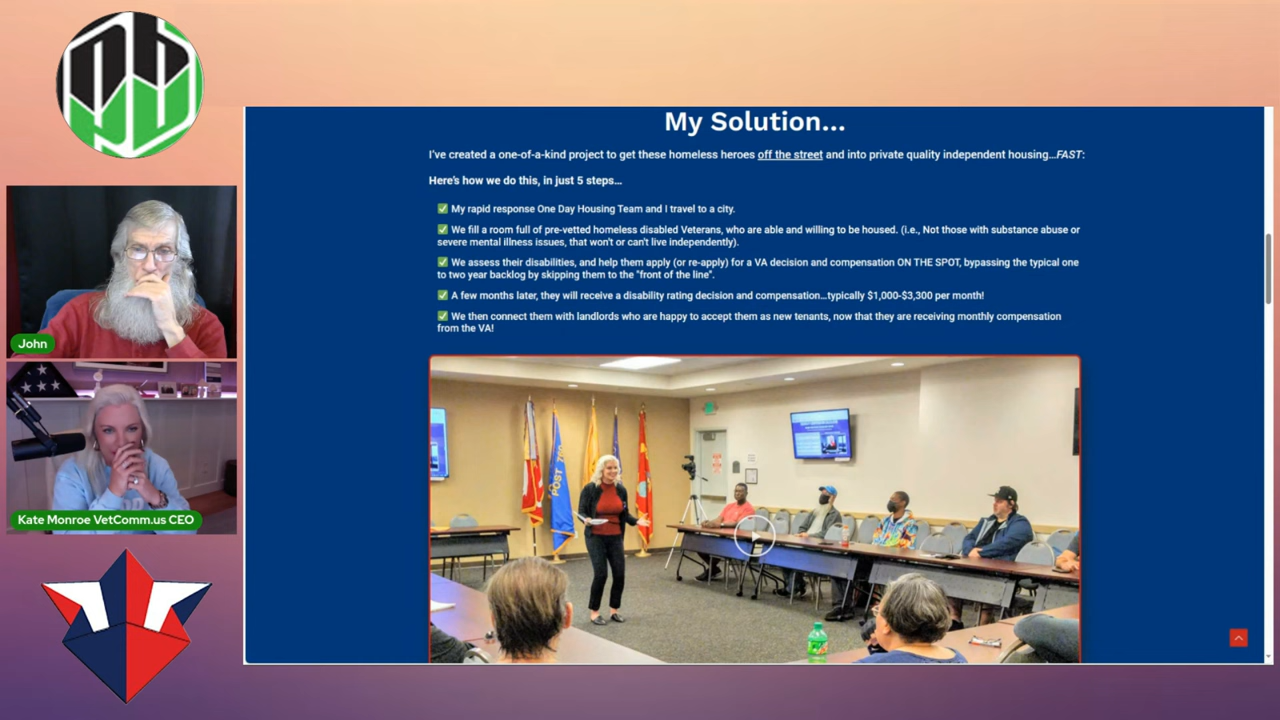 My Solution...
I've created a one-of-a-kind project to get these homeless heroes off the street and into private quality independent housing...FAST:
Here's how we do this, in just 5 steps...
✅ My rapid response One Day Housing Team and I travel to a city.
✅ We fill a room full of pre-vetted homeless disabled Veterans, who are able and willing to be housed. (i.e., Not those with substance abuse or
severe mental illness issues, that won't or can't live independently).
✅ We assess their disabilities, and help them apply (or re-apply) for a VA decision and compensation ON THE SPOT, bypassing the typical one
to two year backlog by skipping them to the "front of the line".
✅ A few months later, they will receive a disability rating decision and compensation...typically $1,000-$3,300 per month!
✅ We then connect them with landlords who are happy to accept them as new tenants, now that they are receiving monthly compensation
from the VA!
John
Kate Monroe VetComm.us CEO
POST